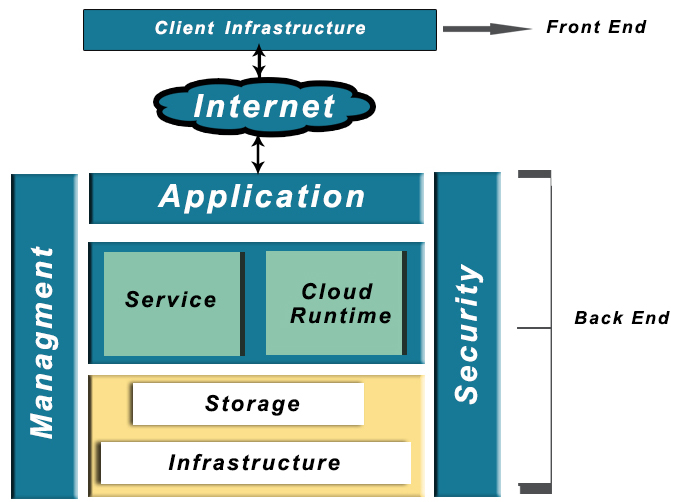 Client Infrastructure
Front End
Internet
Application
Managment
Service
Cloud
Runtime
Security
Back End
Storage
Infrastructure